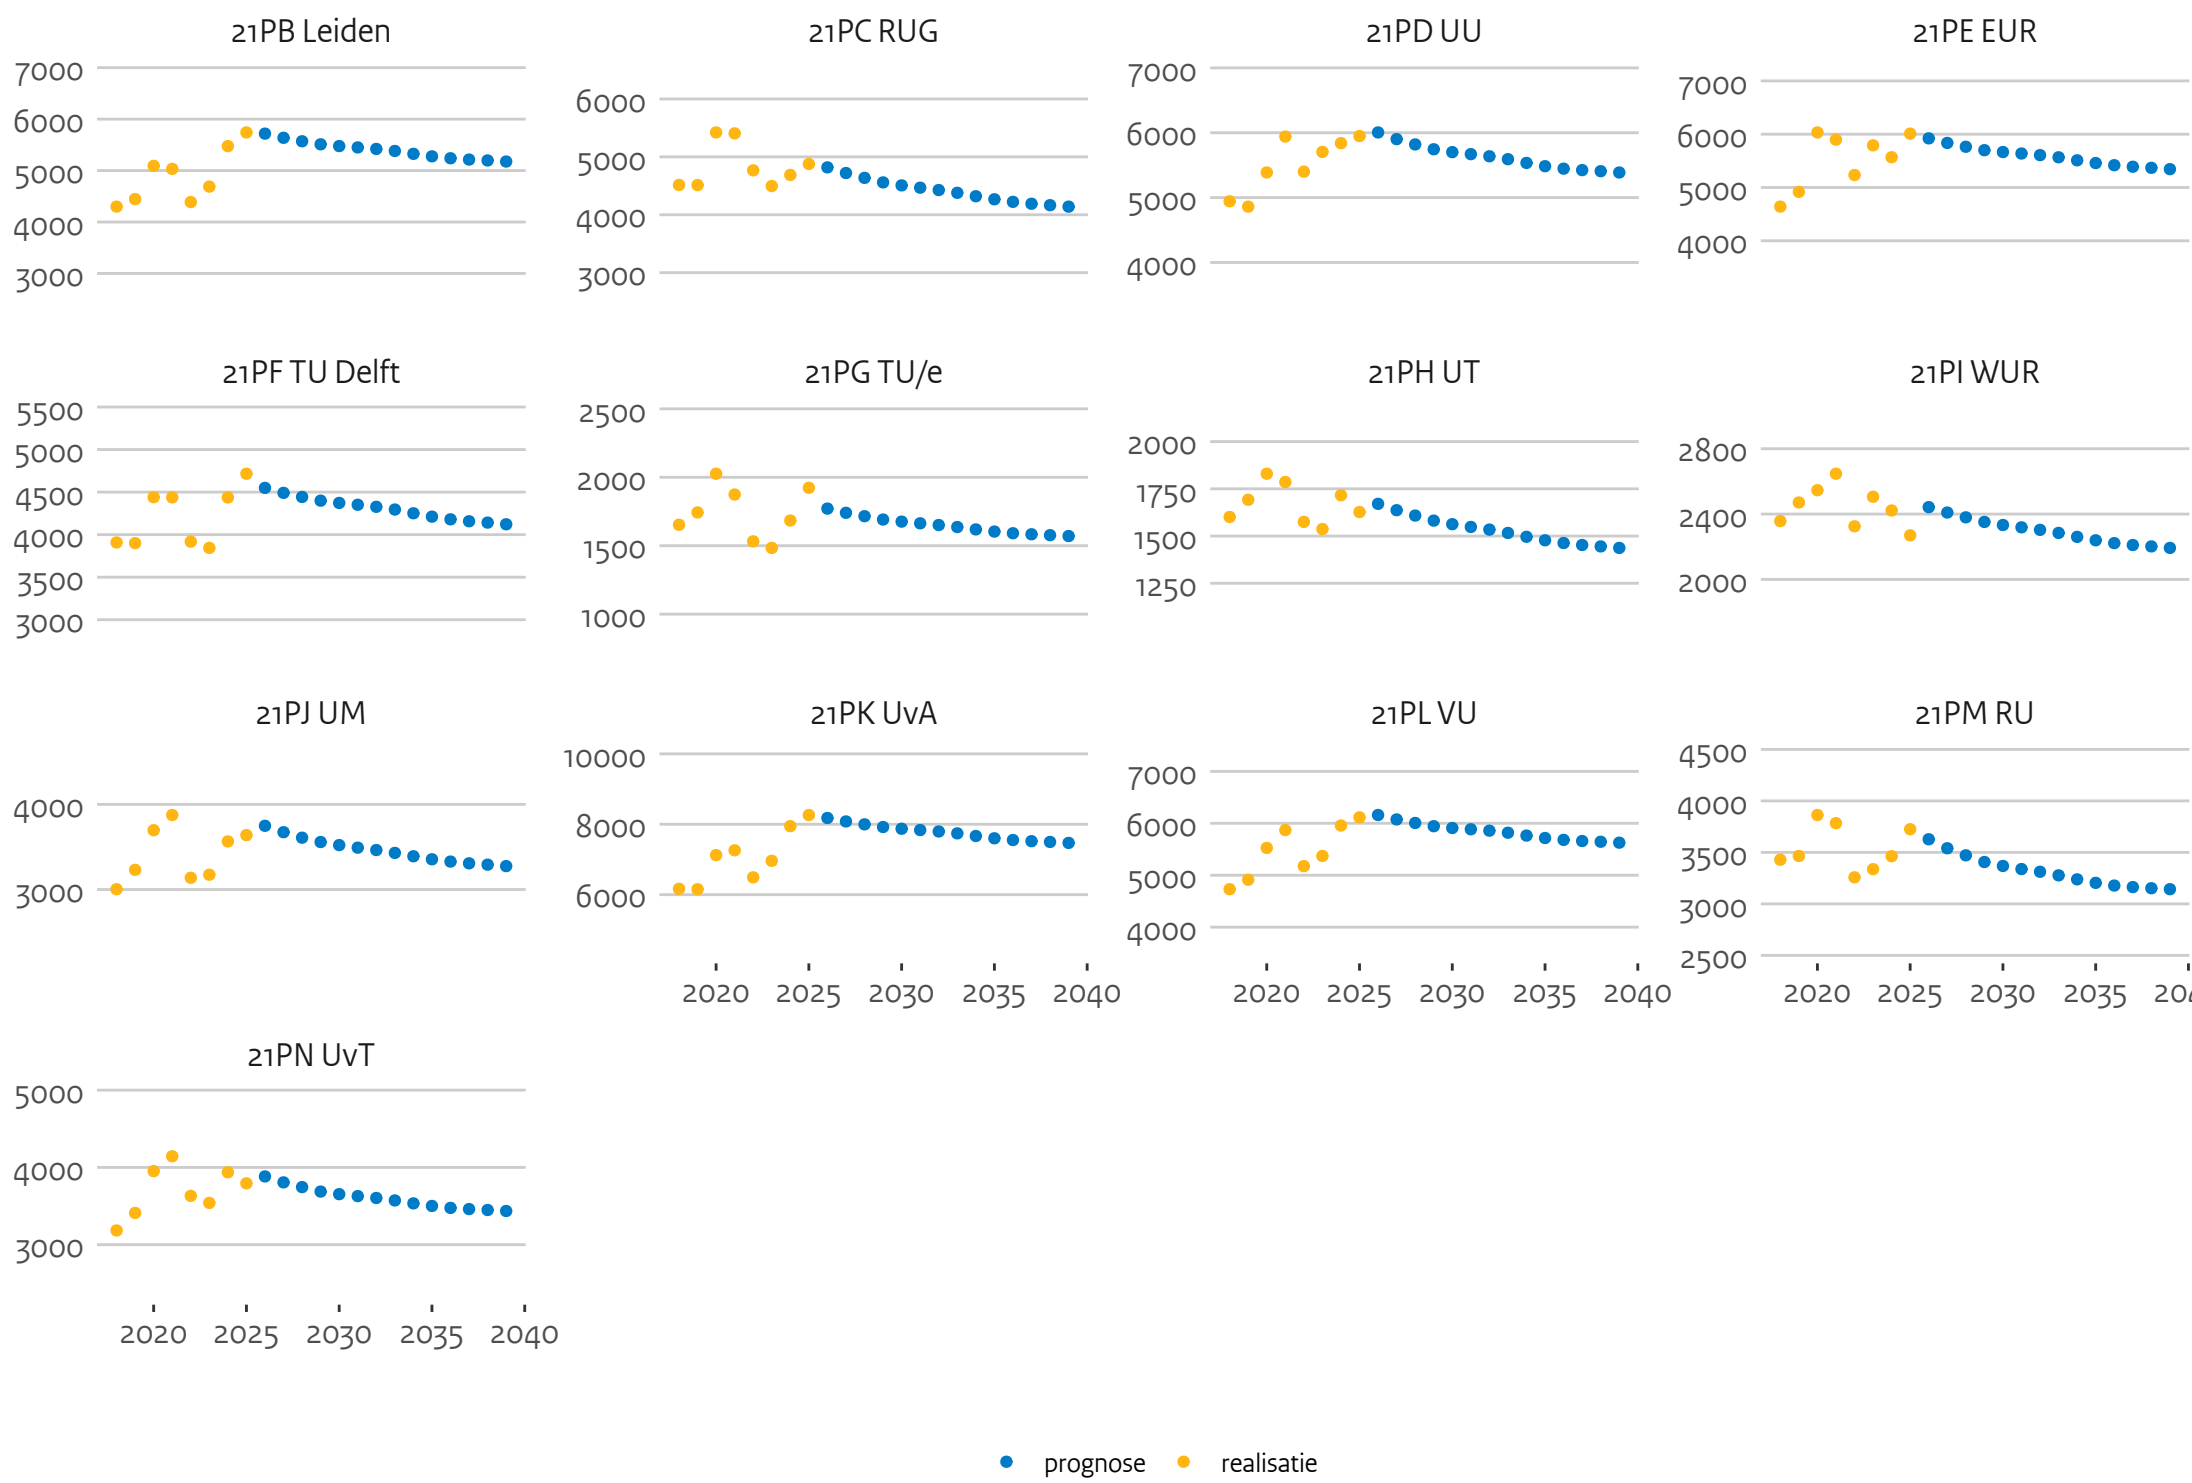 21PB Leiden
7000
6000
5000
4000
3000
21PC RUG
6000
5000
4000
3000
21PD UU
7000
6000
5000
4000
21PE EUR
7000
6000
5000
4000
21PF TU Delft
5500
5000
4500
4000
3500
3000
21PG TU/e
2500
2000
1500
1000
21PH UT
2000
1750
1500
1250
21PI WUR
2800
2400
2000
21PJ UM
4000
3000
21PK UvA
10000
8000
6000
2020 2025 2030 2035 2040
21PL VU
7000
6000
5000
4000
2020 2025 2030 2035 2040
21PM RU
4500
4000
3500
3000
2500
2020 2025 2030 2035
21PN UvT
5000
4000
3000
2020 2025 2030 2035 2040
prognose realisatie